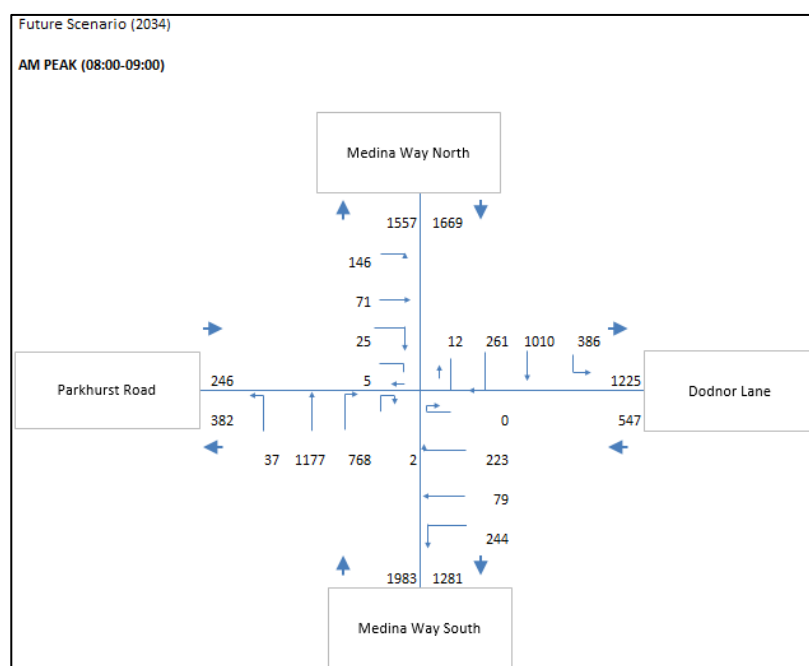 Future Scenario (2034)
AM PEAK (08:00-09:00)
Medina Way North
1557 1669
146
71
25 12 261 1010 386
Parkhurst Road 246 5 1225 Dodnor Lane
382 0 547
37 1177 768 2 223
79
244
1983 1281
Medina Way South